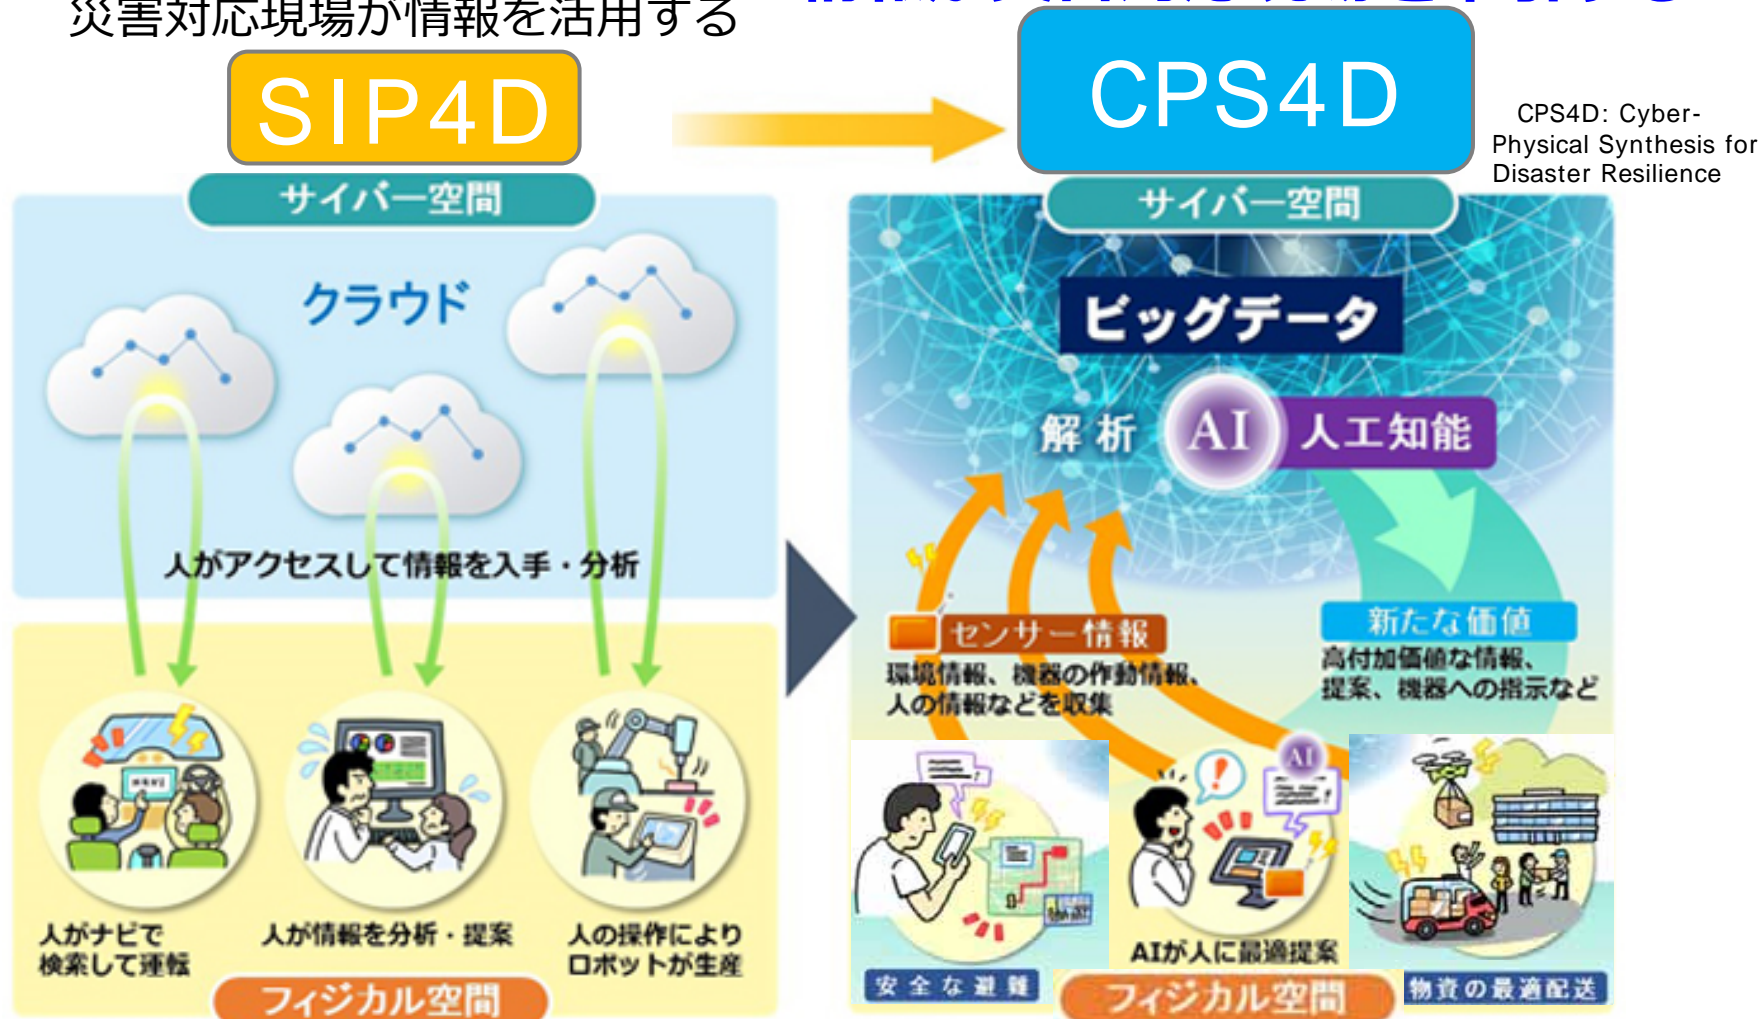 災害対応現場が情報を活用する
SIP4D
CPS4D
CPS4D: Cyber-
Physical Synthesis for
Disaster Resilience
サイバー空間
クラウド
人がアクセスして情報を入手・分析
人がナビで
検索して運転
人が情報を分析・提案
人の操作により
ロボットが生産
フィジカル空間
サイバー空間
ビッグデータ
解析
AI
人工知能
センサー情報
環境情報、機器の作動情報、
人の情報などを収集
新たな価値
高付加価値な情報、
提案、機器への指示など
AI
AIが人に最適提案
安全な避難
フィジカル空間
物資の最適配送